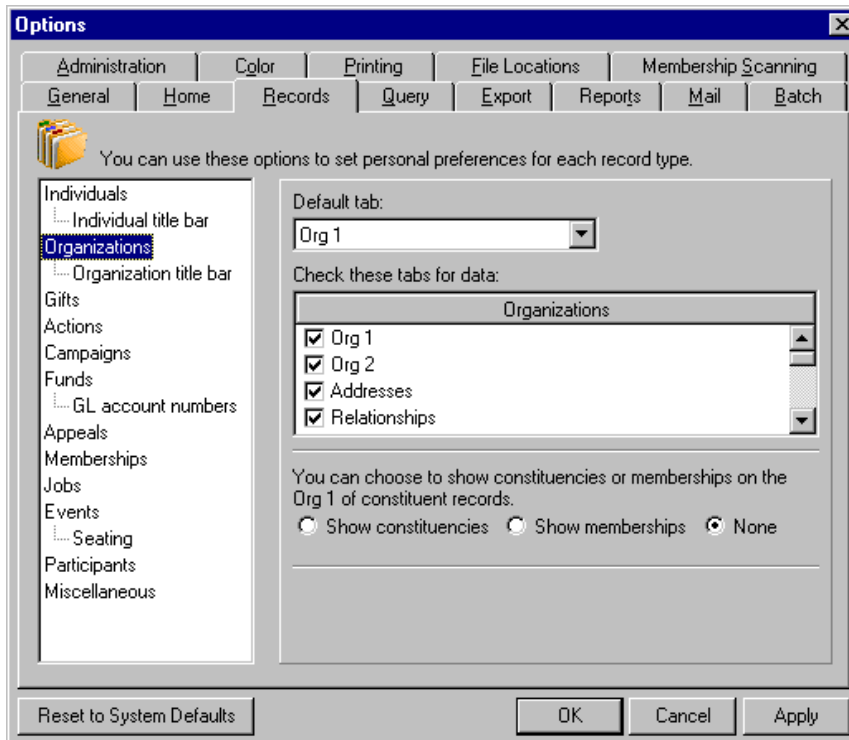 Options
Administration Color Printing File Locations Membership Scanning
General Home Records Query Export Reports Mail Batch
You can use these options to set personal preferences for each record type.
Individuals
Individual title bar
Organizations
Organization title bar
Gifts
Actions
Campaigns
Funds
GL account numbers
Appeals
Memberships
Jobs
Events
Seating
Participants
Miscellaneous
Default tab:
Org 1
Check these tabs for data:
Organizations
Org 1
Org 2
Addresses
Relationships
You can choose to show constituencies or memberships on the
Org 1 of constituent records.
Show constituencies Show memberships None
Reset to System Defaults OK Cancel Apply